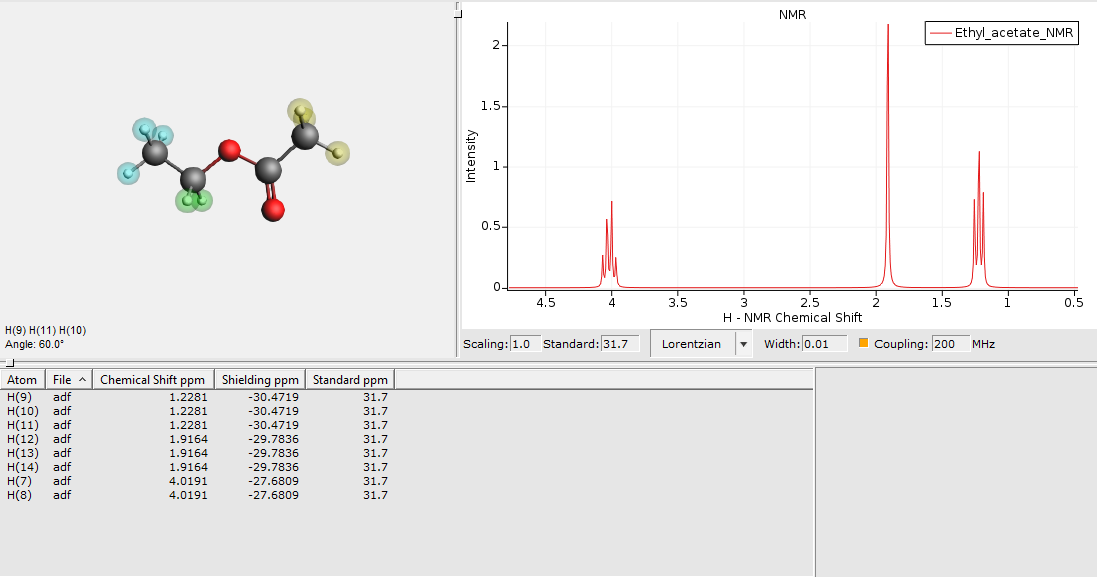 NMR
Ethyl_acetate_NMR
2
1.5
1
0.5
0
Intensity
4.5 4 3.5 3 2.5 2 1.5 1 0.5
H - NMR Chemical Shift
H(9) H(11) H(10)
Angle: 60.0°
Scaling: 1.0 Standard: 31.7 Lorentzian Width: 0.01 Coupling: 200 MHz
Atom File Chemical Shift ppm Shielding ppm Standard ppm
H(9) adf 1.2281 -30.4719 31.7
H(10) adf 1.2281 -30.4719 31.7
H(11) adf 1.2281 -30.4719 31.7
H(12) adf 1.9164 -29.7836 31.7
H(13) adf 1.9164 -29.7836 31.7
H(14) adf 1.9164 -29.7836 31.7
H(7) adf 4.0191 -27.6809 31.7
H(8) adf 4.0191 -27.6809 31.7